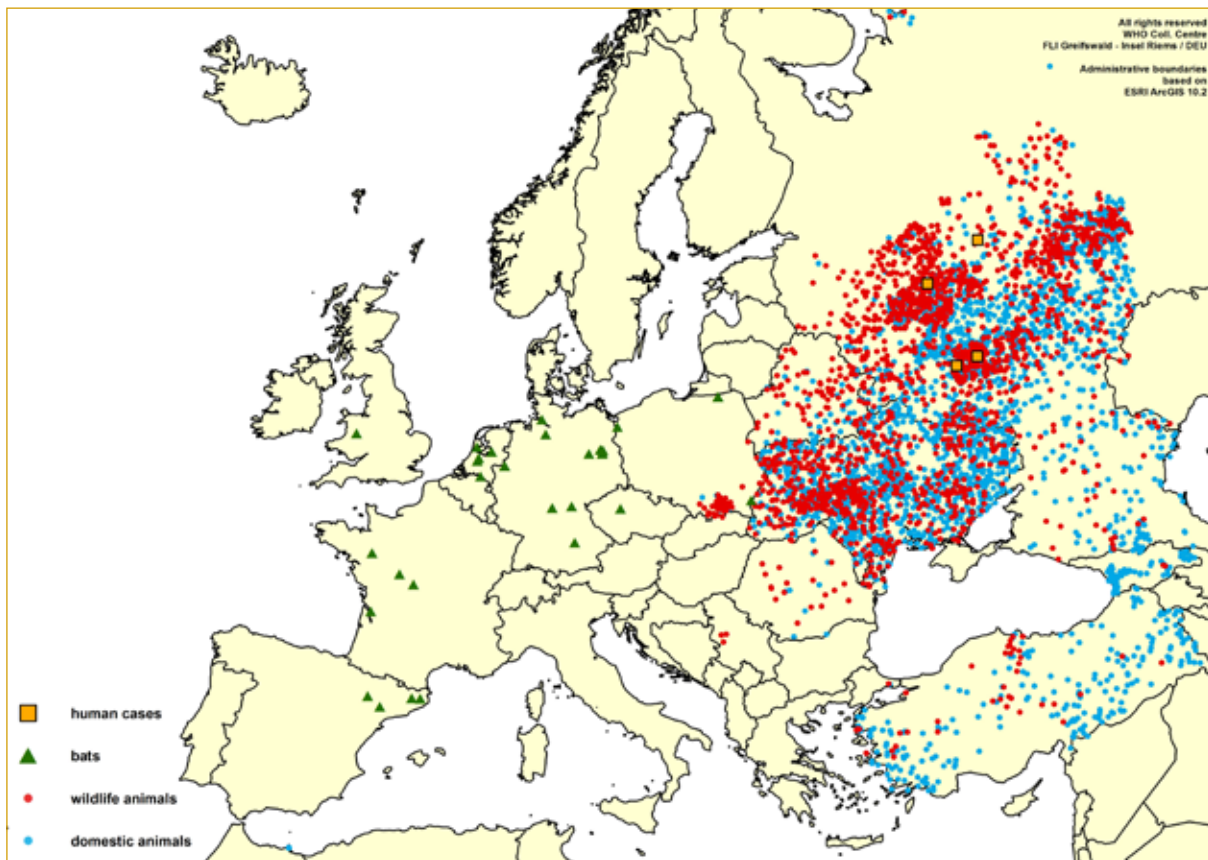 All rights reserved
WHO Coll. Centre
FLI Greifswald - Insel Riems / DEU
Administrative boundaries
based on
ESRI ArcGIS 10.2
human cases
bats
wildlife animals
domestic animals